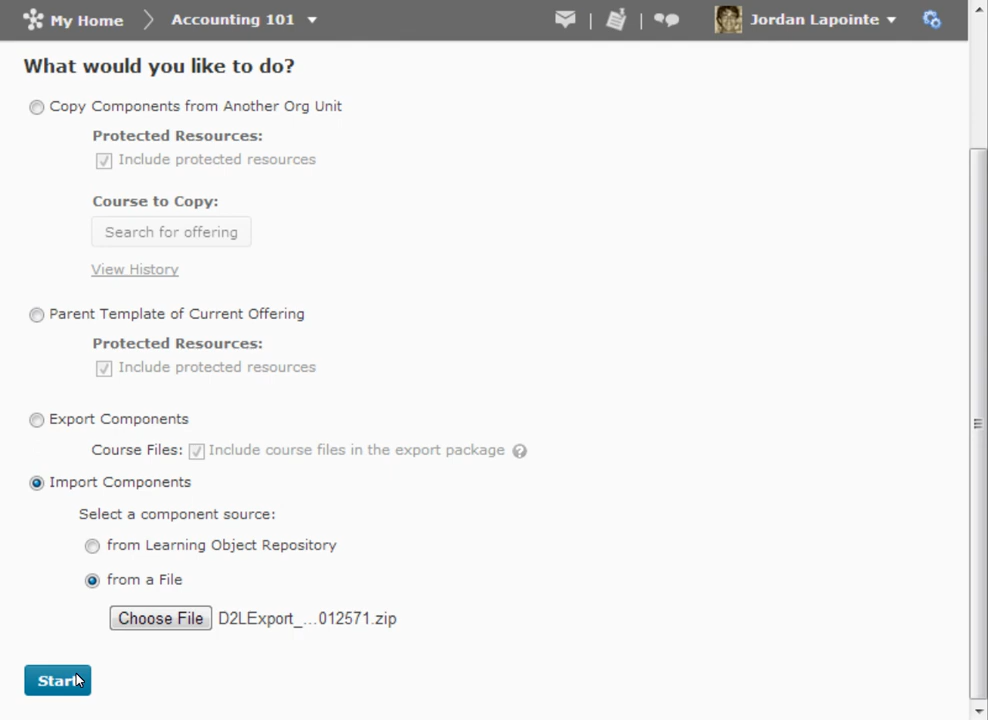 My Home Accounting 101 Jordan Lapointe
What would you like to do?
Copy Components from Another Org Unit
Protected Resources:
Include protected resources
Course to Copy:
Search for offering
View History
Parent Template of Current Offering
Protected Resources:
Include protected resources
Export Components
Course Files: Include course files in the export package ?
Import Components
Select a component source:
from Learning Object Repository
from a File
Choose File D2LExport_...012571.zip
Start